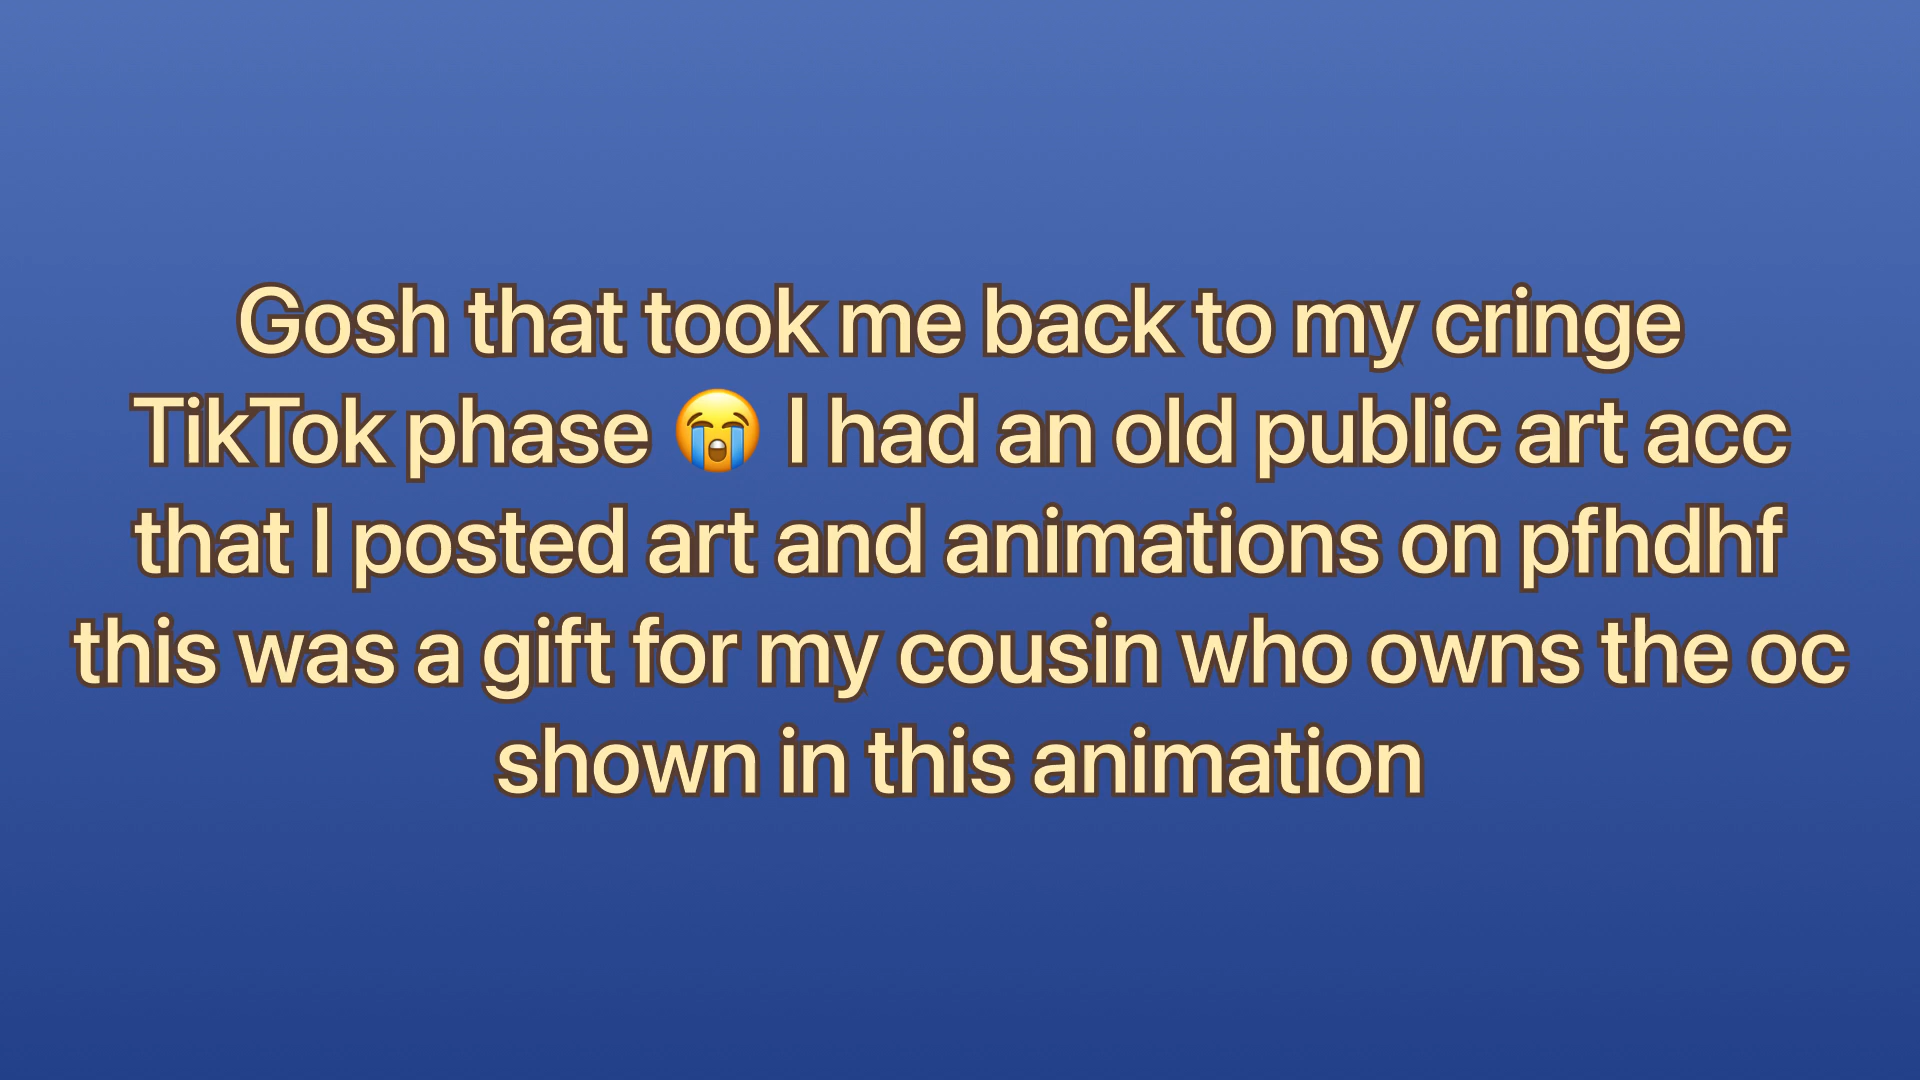 Gosh that took me back to my cringe
TikTok phase 😭 I had an old public art acc
that I posted art and animations on pfhdhf
this was a gift for my cousin who owns the oc
shown in this animation